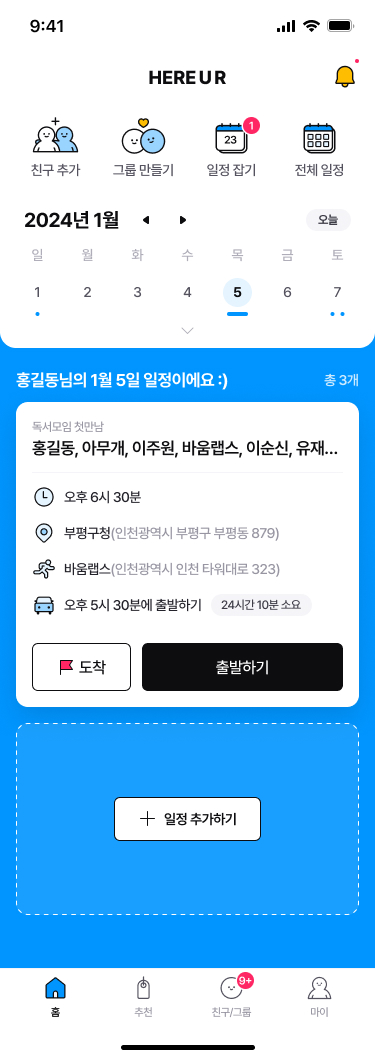 9:41
HERE U R
친구 추가
그룹 만들기
23
1
일정 잡기
전체 일정
2024년 1월
오늘
일 월 화 수 목 금 토
1 2 3 4 5 6 7
홍길동님의 1월 5일 일정이에요 :)
총 3개
독서모임 첫만남
홍길동, 아무개, 이주원, 바움랩스, 이순신, 유재...
오후 6시 30분
부평구청(인천광역시 부평구 부평동 879)
바움랩스(인천광역시 인천 타워대로 323)
오후 5시 30분에 출발하기 24시간 10분 소요
도착
출발하기
일정 추가하기
홈
추천
9+
친구/그룹
마이